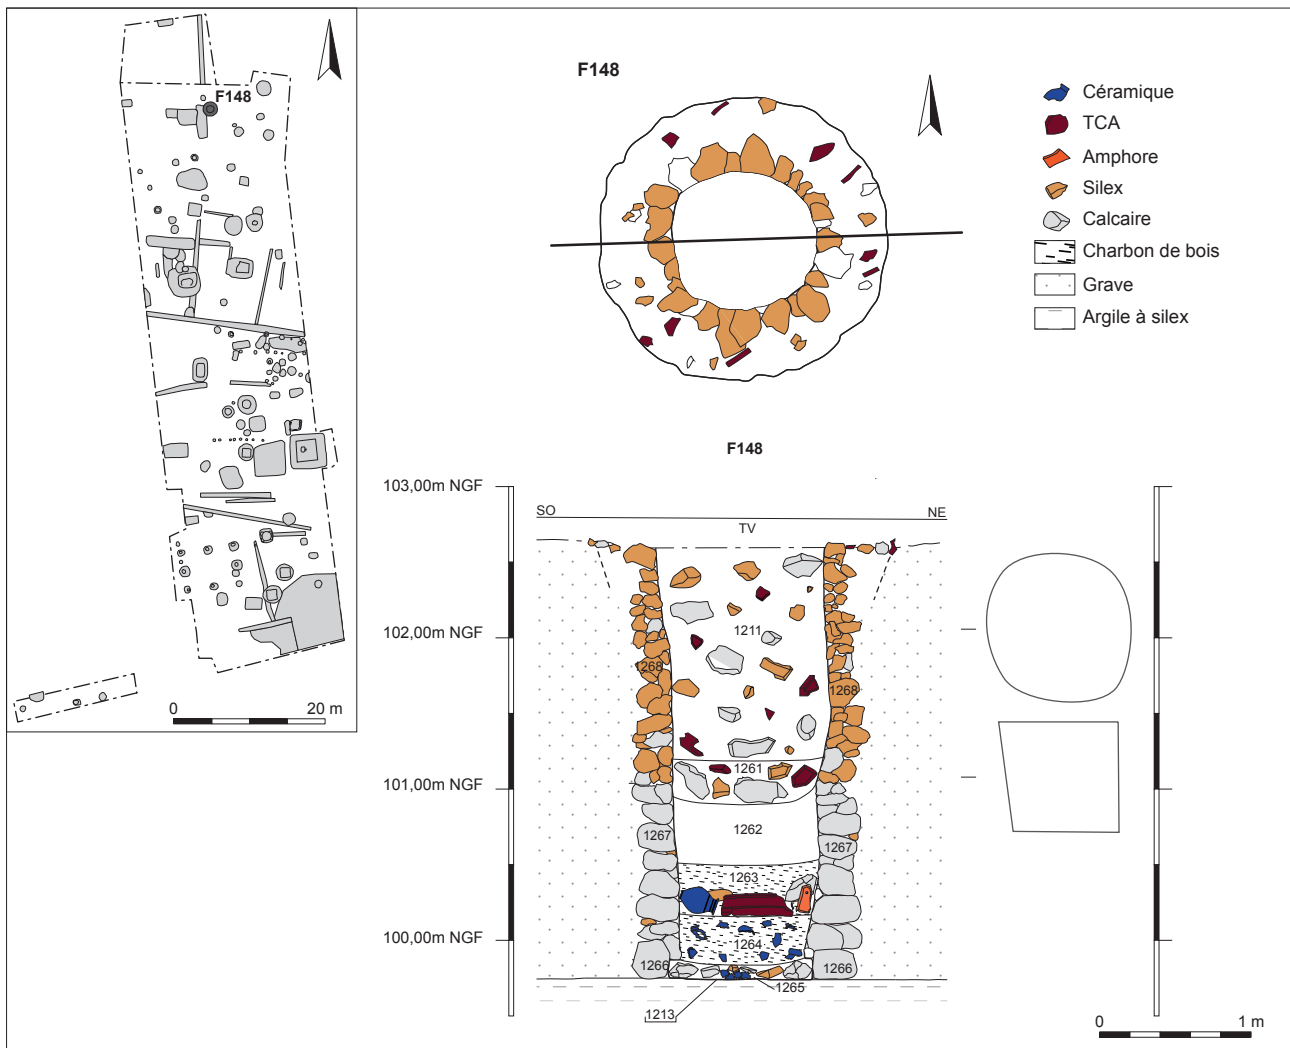 F148
0 20 m
F148
Céramique
TCA
Amphore
Silex
Calcaire
Charbon de bois
Grave
Argile à silex
F148
103,00m NGF
102,00m NGF
101,00m NGF
100,00m NGF
SO
TV
NE
1211
1268
1268
1261
1262
1267
1267
1263
1264
1266
1266
1265
1213
0 1 m